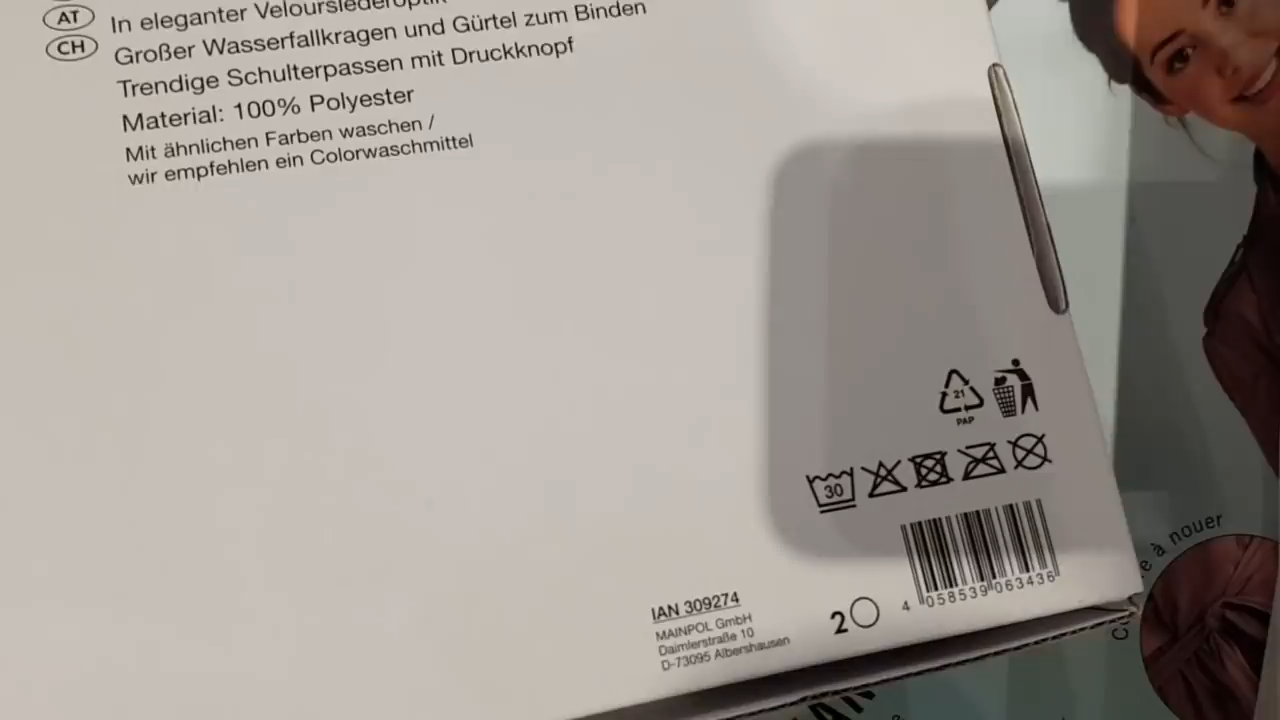 AT
In eleganter Velourslederoptik
CH
Großer Wasserfallkragen und Gürtel zum Binden
Trendige Schulterpassen mit Druckknopf
Material: 100% Polyester
Mit ähnlichen Farben waschen /
wir empfehlen ein Colorwaschmittel
21
PAP
30
4 058539 063436
IAN 309274
MAINPOL GmbH
Daimlerstraße 10
D-73095 Albershausen
2
à nouer